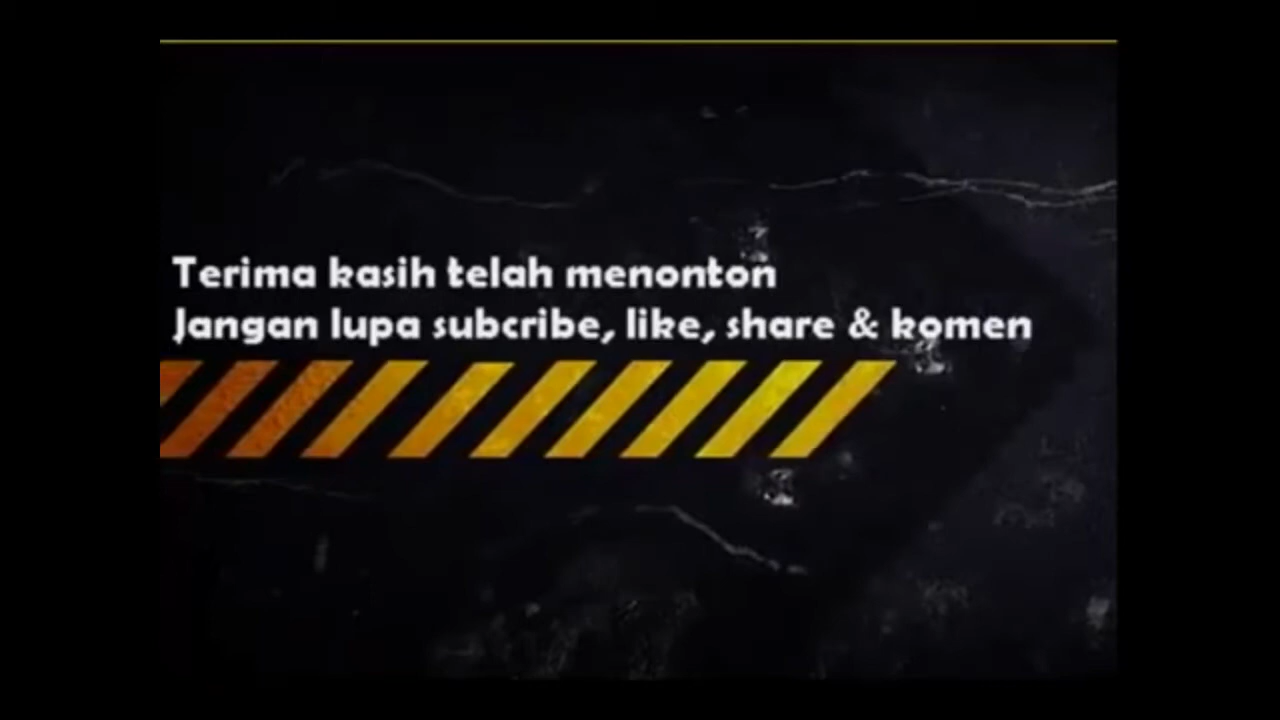 Terima kasih telah menonton
Jangan lupa subcribe, like, share & komen